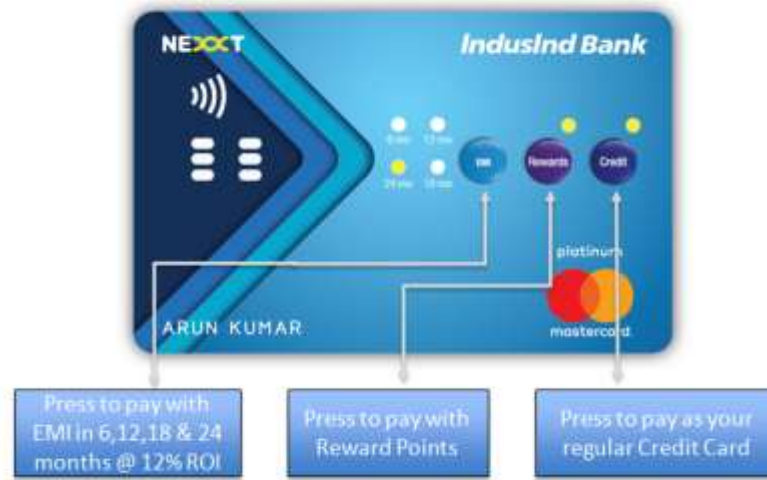 NEXXT
IndusInd Bank
6 mo 12 mo
24 mo 18 mo
EMI
Rewards
Credit
platinum
mastercard
ARUN KUMAR
Press to pay with
EMI in 6,12,18 & 24
months @ 12% ROI
Press to pay with
Reward Points
Press to pay as your
regular Credit Card